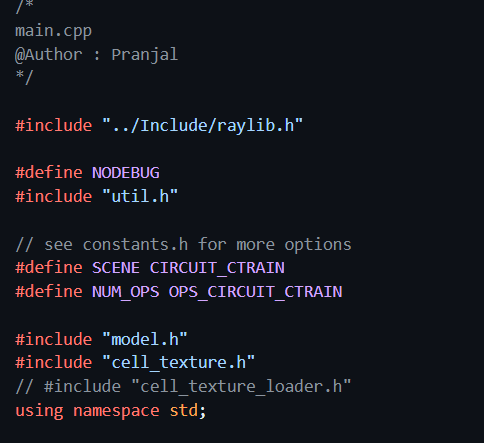 /*
main.cpp
@Author : Pranjal
*/
#include "../Include/raylib.h"
#define NODEBUG
#include "util.h"
// see constants.h for more options
#define SCENE CIRCUIT_CTRAIN
#define NUM_OPS OPS_CIRCUIT_CTRAIN
#include "model.h"
#include "cell_texture.h"
// #include "cell_texture_loader.h"
using namespace std;